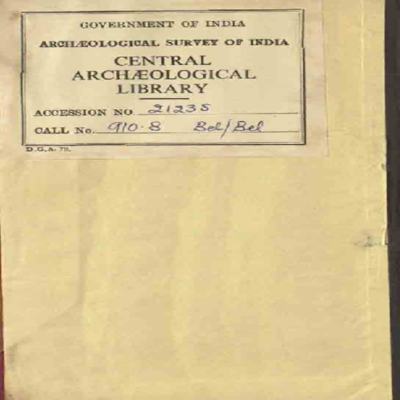 GOVERNMENT OF INDIA
ARCHÆOLOGICAL SURVEY OF INDIA
CENTRAL
ARCHÆOLOGICAL
LIBRARY
ACCESSION NO 21235
CALL No. 910.8 Bel/Bel
D.G.A. 79.